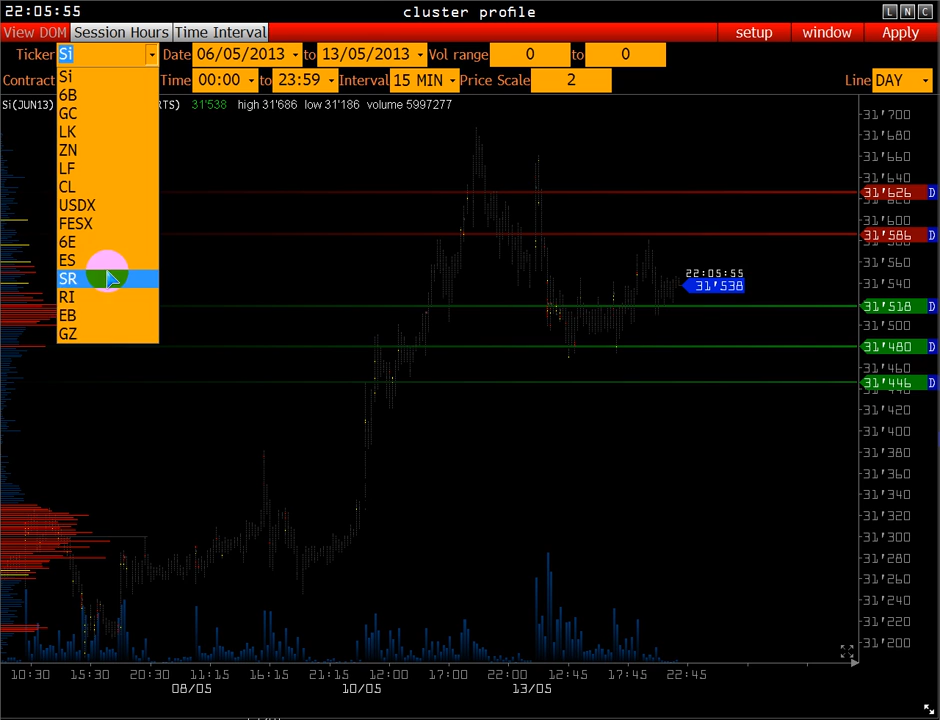 22:05:55 cluster profile L N C
View DOM Session Hours Time Interval setup window Apply
Ticker Si Date 06/05/2013 to 13/05/2013 Vol range 0 to 0
Contract Time 00:00 to 23:59 Interval 15 MIN Price Scale 2 Line DAY
Si(JUN13) RTS) 31'538 high 31'686 low 31'186 volume 5997277
Si
6B
GC
LK
ZN
LF
CL
USDX
FESX
6E
ES
SR
RI
EB
GZ
31'700
31'680
31'660
31'640
31'626 D
31'600
31'586 D
31'560
22:05:55
31'538
31'540
31'518 D
31'500
31'480 D
31'460
31'446 D
31'420
31'400
31'380
31'360
31'340
31'320
31'300
31'280
31'260
31'240
31'220
31'200
10:30 15:30 20:30 11:15 16:15 21:15 12:00 17:00 22:00 12:45 17:45 22:45
08/05 10/05 13/05